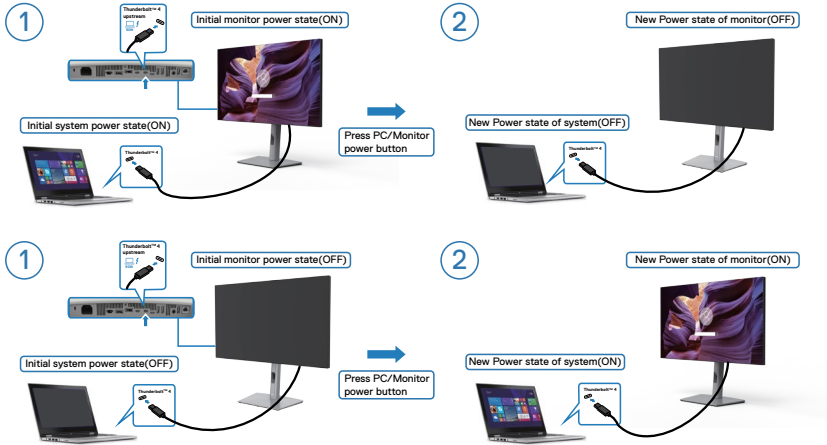 1
Thunderbolt™ 4
upstream
Initial monitor power state(ON)
Initial system power state(ON)
Thunderbolt™ 4
Press PC/Monitor
power button
2
New Power state of monitor(OFF)
New Power state of system(OFF)
Thunderbolt™ 4
1
Thunderbolt™ 4
upstream
Initial monitor power state(OFF)
Initial system power state(OFF)
Thunderbolt™ 4
Press PC/Monitor
power button
2
New Power state of monitor(ON)
New Power state of system(ON)
Thunderbolt™ 4